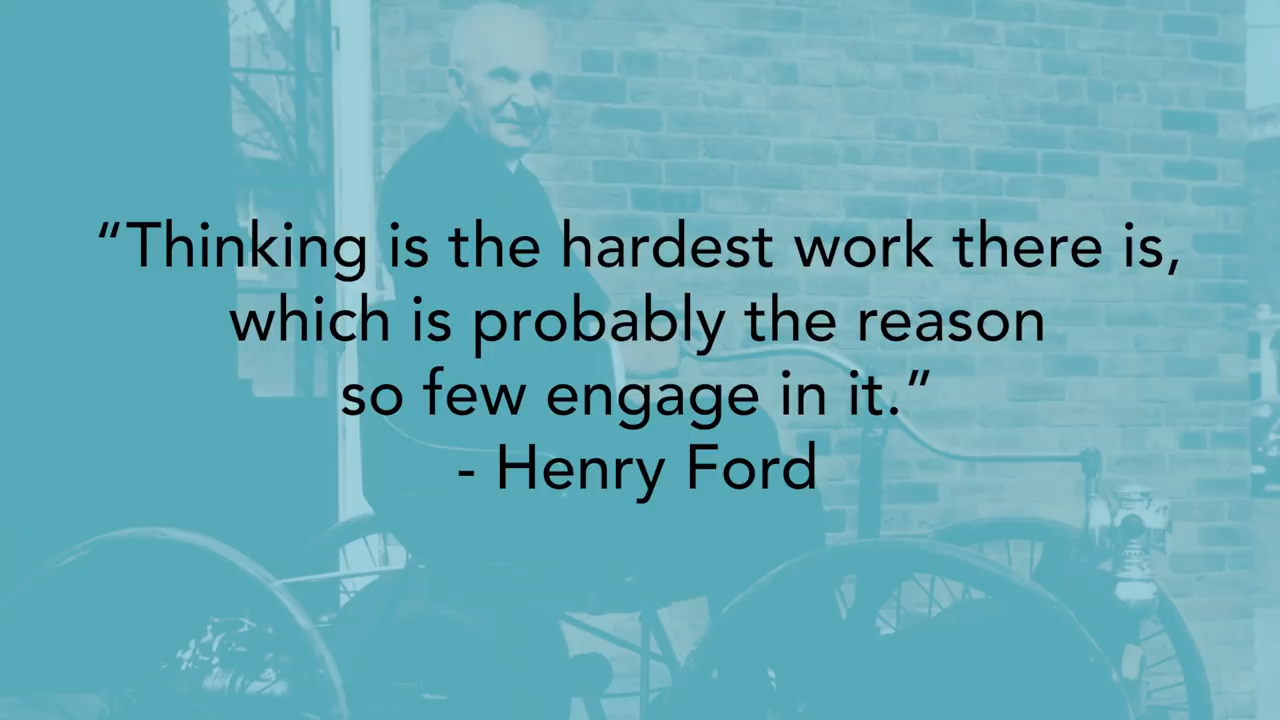 “Thinking is the hardest work there is,
which is probably the reason
so few engage in it.”
- Henry Ford